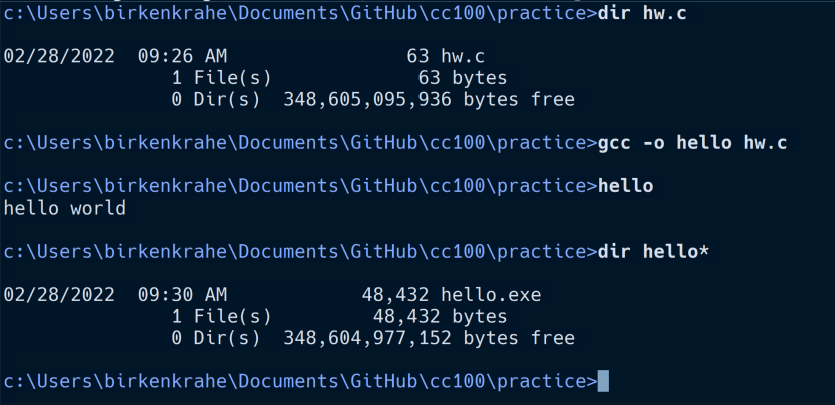 c:\Users\birkenkrahe\Documents\GitHub\cc100\practice>dir hw.c
02/28/2022  09:26 AM                63 hw.c
               1 File(s)             63 bytes
               0 Dir(s)  348,605,095,936 bytes free
c:\Users\birkenkrahe\Documents\GitHub\cc100\practice>gcc -o hello hw.c
c:\Users\birkenkrahe\Documents\GitHub\cc100\practice>hello
hello world
c:\Users\birkenkrahe\Documents\GitHub\cc100\practice>dir hello*
02/28/2022  09:30 AM            48,432 hello.exe
               1 File(s)         48,432 bytes
               0 Dir(s)  348,604,977,152 bytes free
c:\Users\birkenkrahe\Documents\GitHub\cc100\practice>